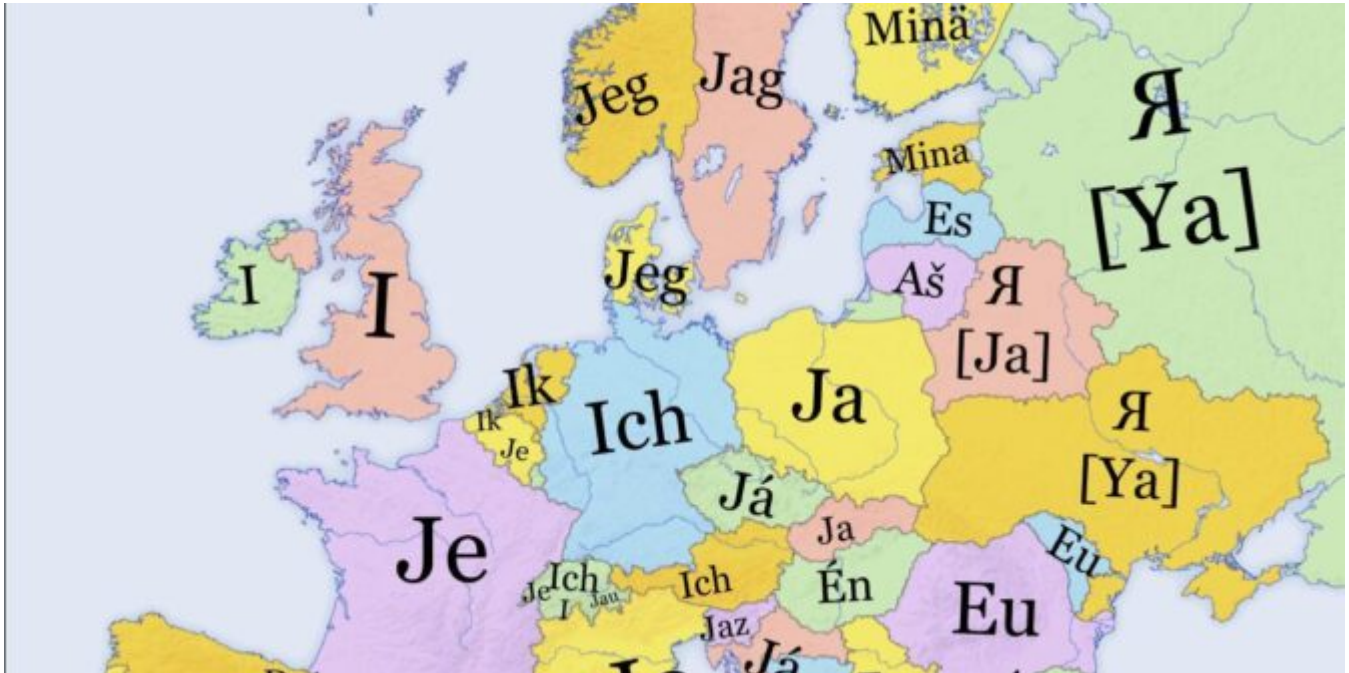 Minä
Jeg
Jag
Я
[Ya]
Mina
Es
I
I
Jeg
Aš
Я
[Ja]
Ik
Ik
Je
Ich
Ja
Я
[Ya]
Já
Ja
Je
Eu
Je
Ich
I
Jau
Ich
Én
Eu
Jaz
Já